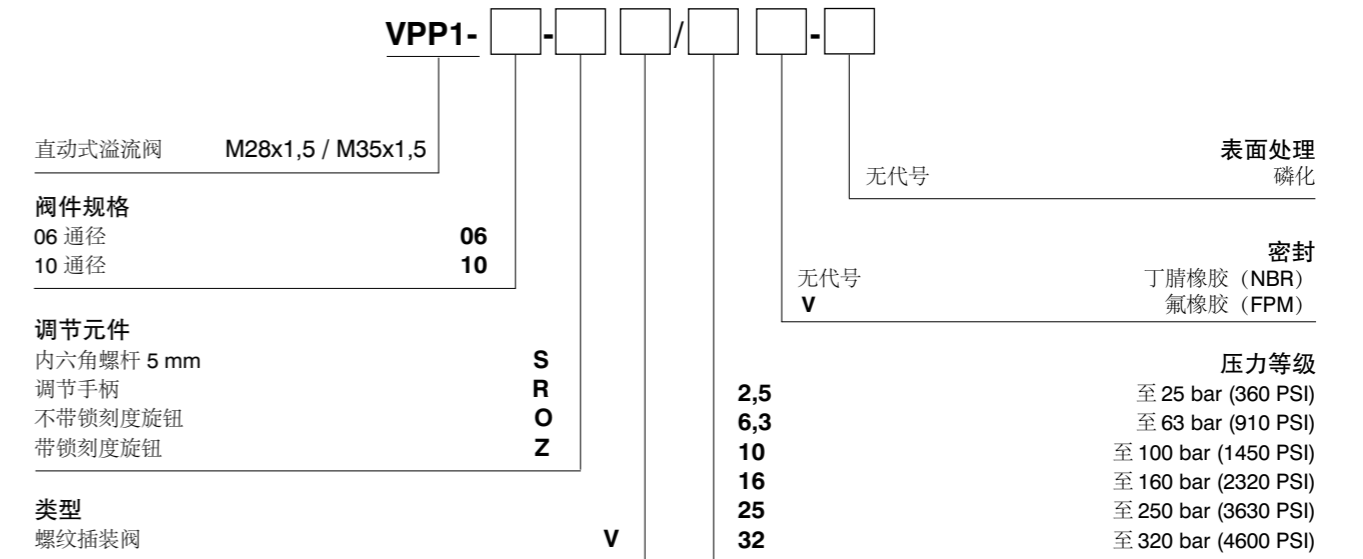 VPP1- - / -
直动式溢流阀 M28x1,5 / M35x1,5
阀件规格
06 通径 06
10 通径 10
调节元件
内六角螺杆 5 mm S
调节手柄 R
不带锁刻度旋钮 O
带锁刻度旋钮 Z
类型
螺纹插装阀 V
表面处理
无代号 磷化
密封
无代号 丁腈橡胶（NBR）
V 氟橡胶（FPM）
压力等级
2,5 至 25 bar (360 PSI)
6,3 至 63 bar (910 PSI)
10 至 100 bar (1450 PSI)
16 至 160 bar (2320 PSI)
25 至 250 bar (3630 PSI)
32 至 320 bar (4600 PSI)